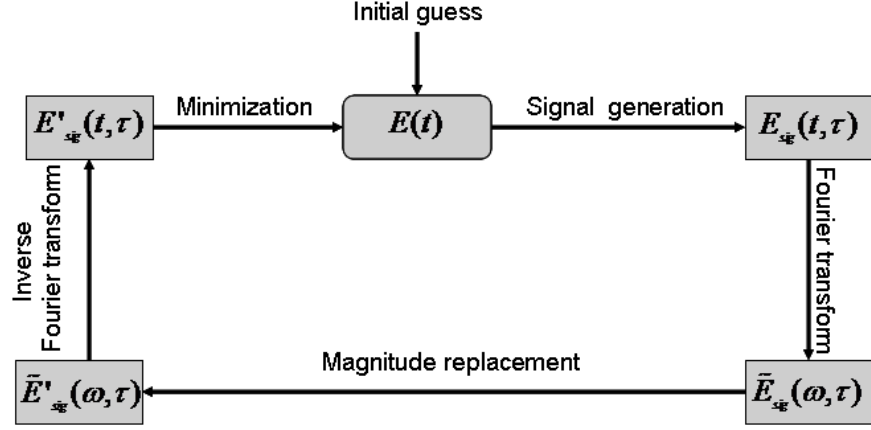 Initial guess
E'sig(t,τ)
Minimization
E(t)
Signal generation
Esig(t,τ)
Inverse
Fourier transform
Fourier transform
Ẽ'sig(ω,τ)
Magnitude replacement
Ẽsig(ω,τ)